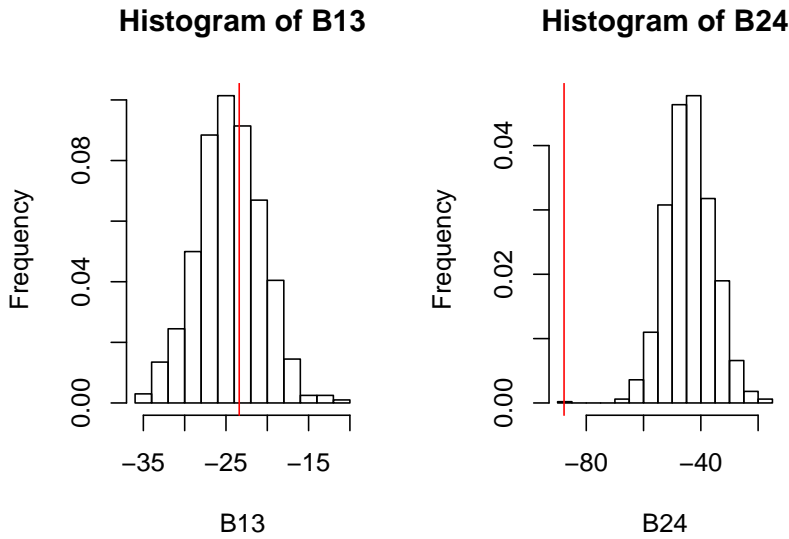 Histogram of B13
Frequency
0.00 0.04 0.08
−35 −25 −15
B13
Histogram of B24
Frequency
0.00 0.02 0.04
−80 −40
B24